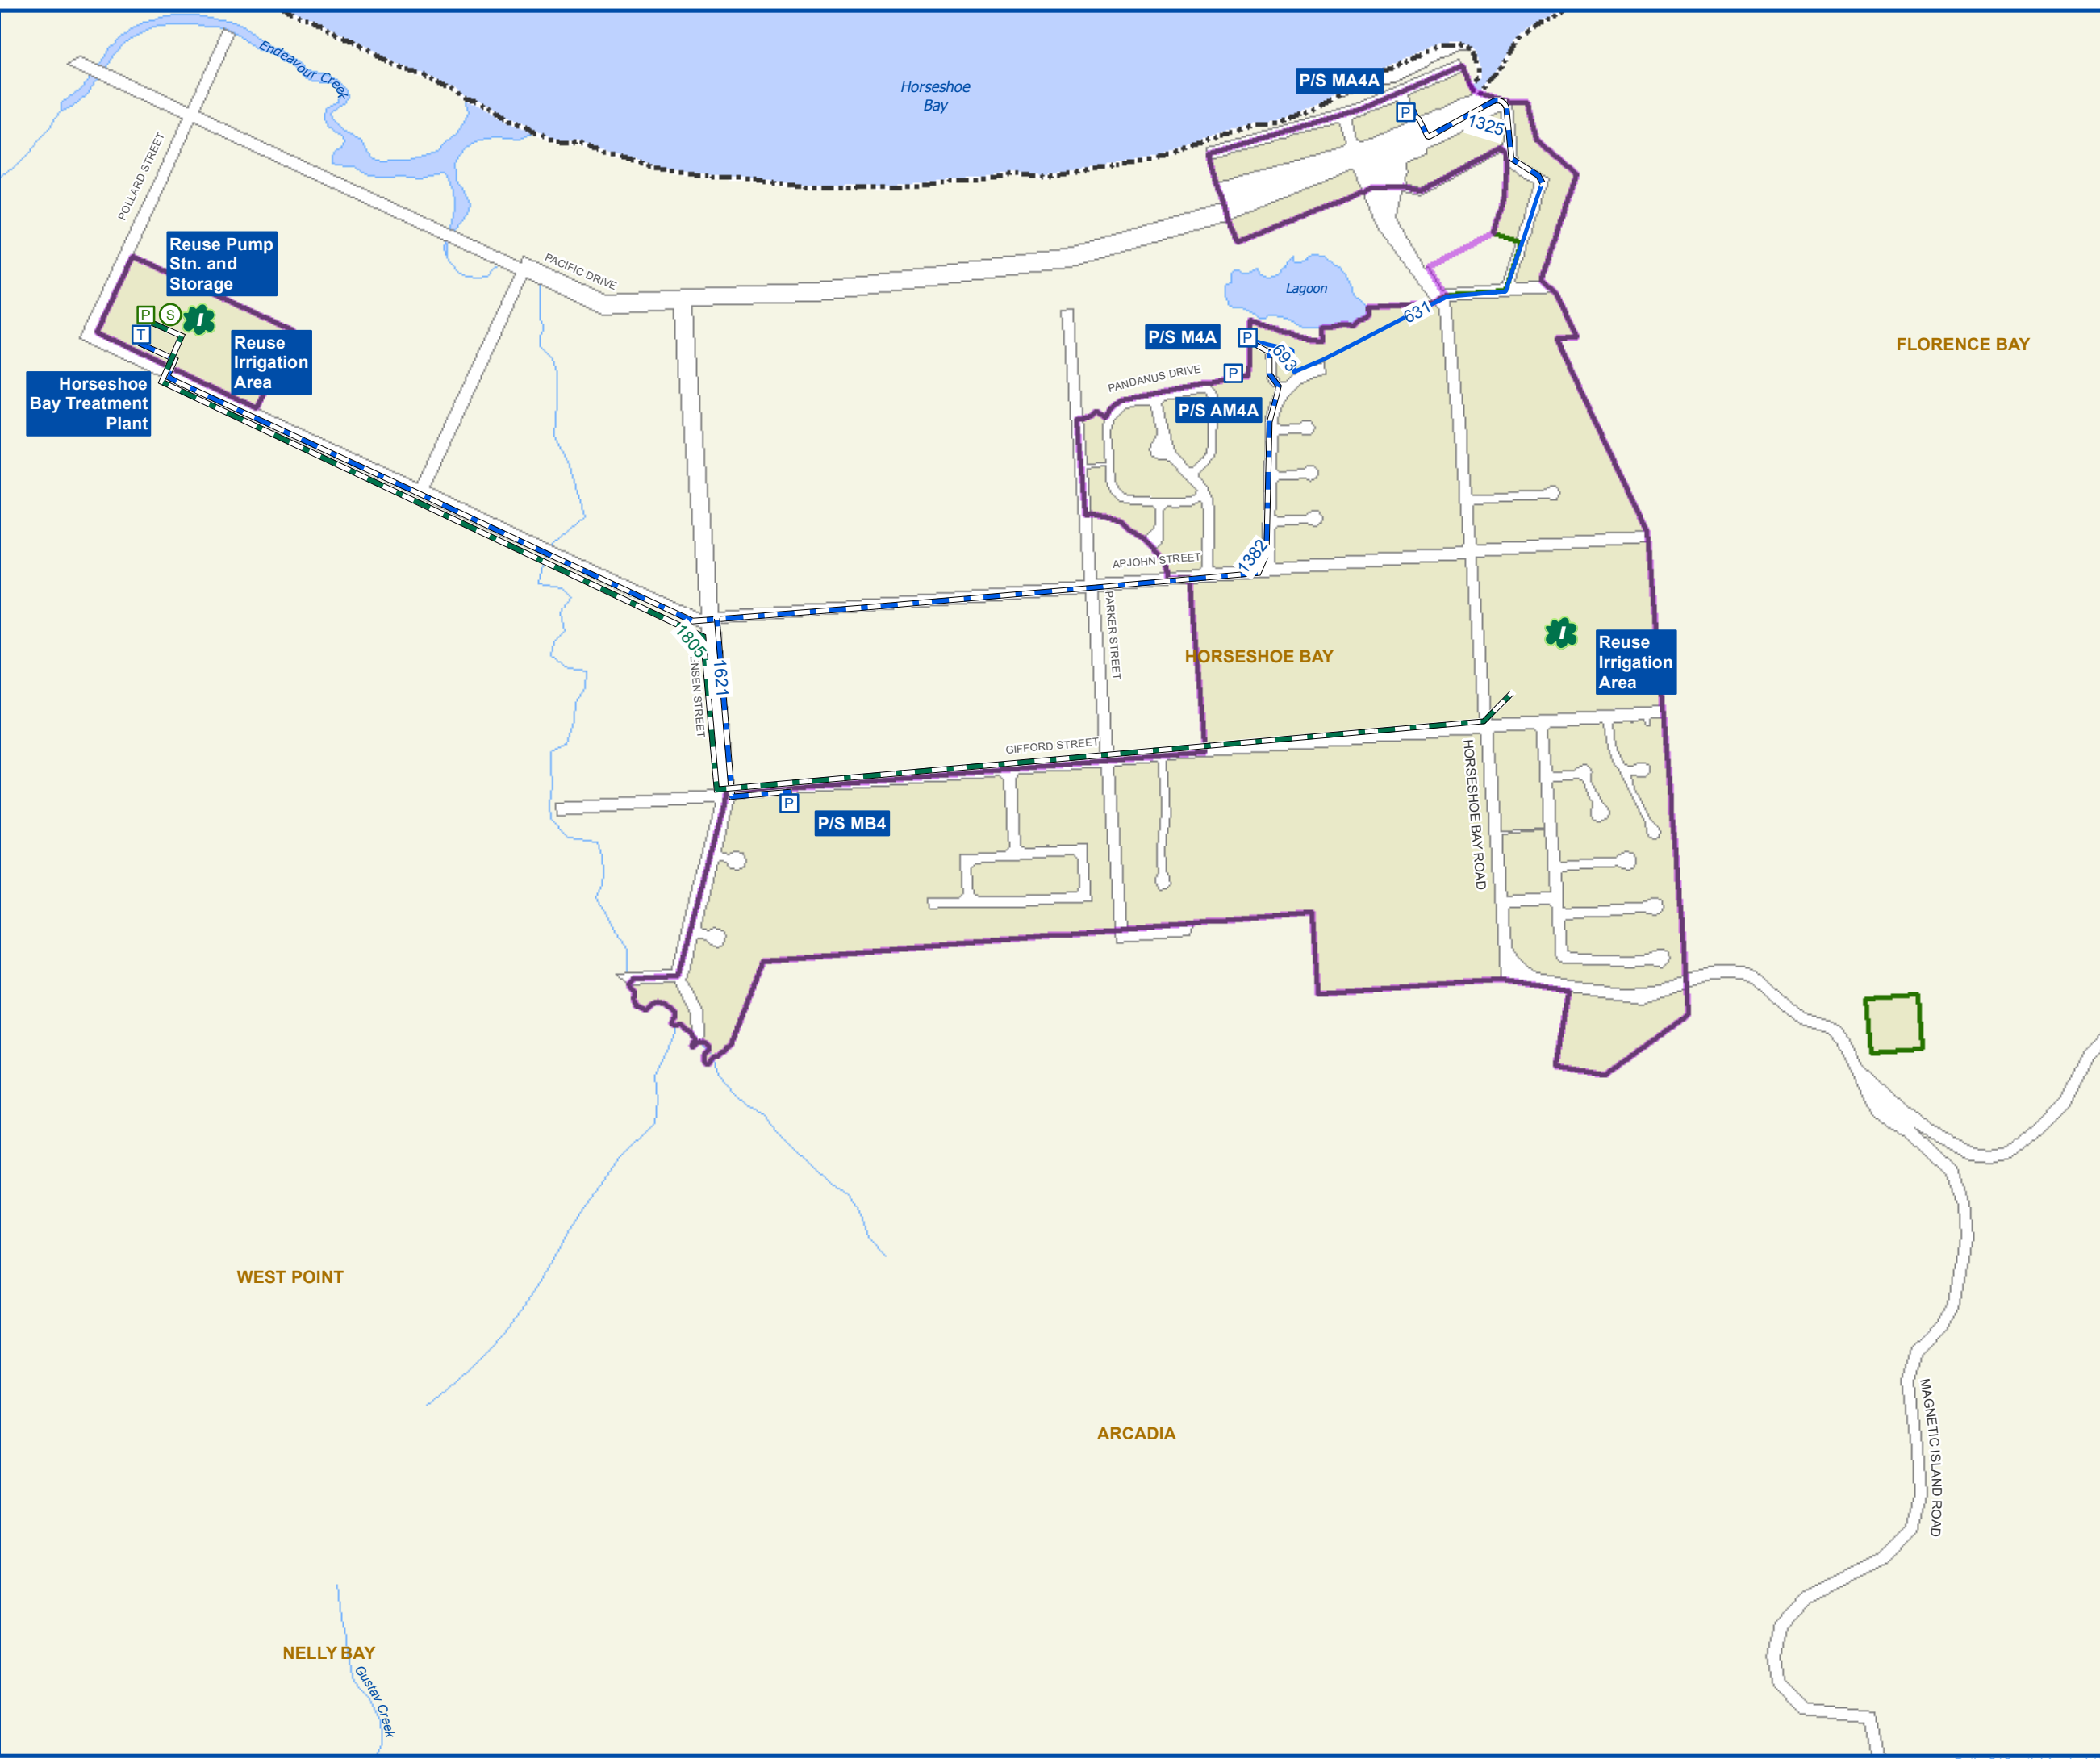 Endeavour Creek
Horseshoe
Bay
P/S MA4A
1325
POLLARD STREET
Reuse Pump
Stn. and
Storage
PACIFIC DRIVE
Lagoon
P
S
I
T
Reuse
Irrigation
Area
Horseshoe
Bay Treatment
Plant
P
631
P/S M4A
P
693
FLORENCE BAY
PANDANUS DRIVE
P
P/S AM4A
1382
APJOHN STREET
PARKER STREET
1805
1621
ENSEN STREET
HORSESHOE BAY
I
Reuse
Irrigation
Area
GIFFORD STREET
HORSESHOE BAY ROAD
P
P/S MB4
WEST POINT
ARCADIA
MAGNETIC ISLAND ROAD
NELLY BAY
Gustav Creek